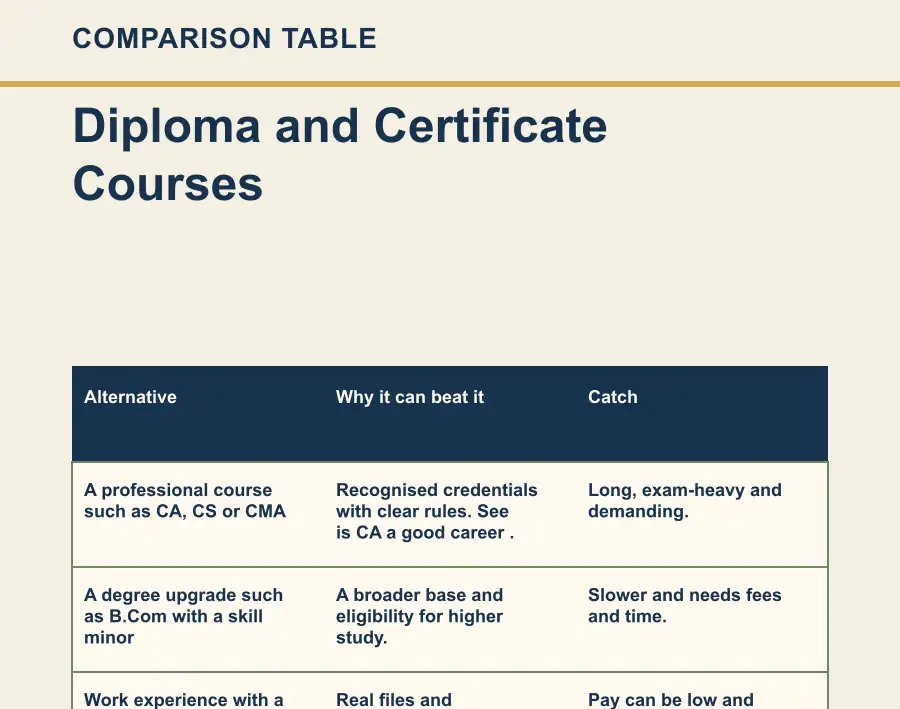 COMPARISON TABLE
Diploma and Certificate
Courses
Alternative
Why it can beat it
Catch
A professional course
such as CA, CS or CMA
Recognised credentials
with clear rules. See
is CA a good career .
Long, exam-heavy and
demanding.
A degree upgrade such
as B.Com with a skill
minor
A broader base and
eligibility for higher
study.
Slower and needs fees
and time.
Work experience with a
Real files and
Pay can be low and